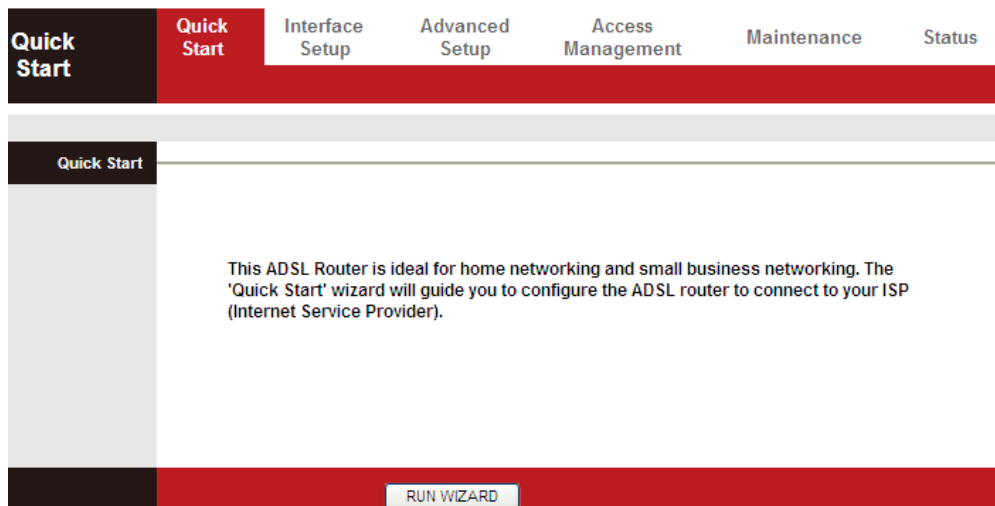 Quick
Start
Quick
Start
Interface
Setup
Advanced
Setup
Access
Management
Maintenance
Status
Quick Start
This ADSL Router is ideal for home networking and small business networking. The
'Quick Start' wizard will guide you to configure the ADSL router to connect to your ISP
(Internet Service Provider).
RUN WIZARD